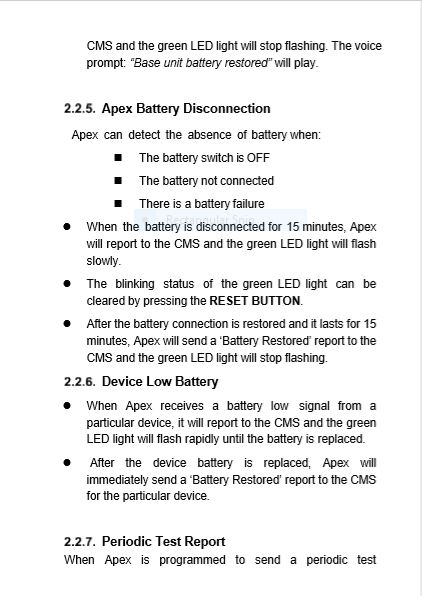 CMS and the green LED light will stop flashing. The voice
prompt: “Base unit battery restored” will play.
2.2.5. Apex Battery Disconnection
Apex can detect the absence of battery when:
■ The battery switch is OFF
■ The battery not connected
■ There is a battery failure
Rectangular Snip
● When the battery is disconnected for 15 minutes, Apex
will report to the CMS and the green LED light will flash
slowly.
● The blinking status of the green LED light can be
cleared by pressing the RESET BUTTON.
● After the battery connection is restored and it lasts for 15
minutes, Apex will send a ‘Battery Restored’ report to the
CMS and the green LED light will stop flashing.
2.2.6. Device Low Battery
● When Apex receives a battery low signal from a
particular device, it will report to the CMS and the green
LED light will flash rapidly until the battery is replaced.
● After the device battery is replaced, Apex will
immediately send a ‘Battery Restored’ report to the CMS
for the particular device.
2.2.7. Periodic Test Report
When Apex is programmed to send a periodic test